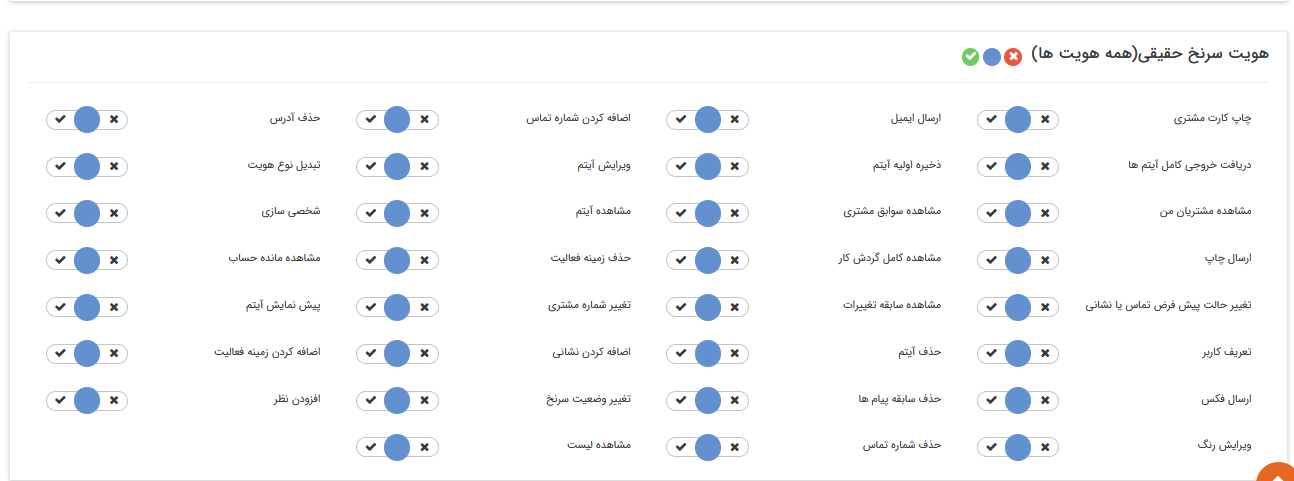 هویت سرنخ حقیقی(همه هویت ها)
چاپ کارت مشتری
ارسال ایمیل
اضافه کردن شماره تماس
حذف آدرس
دریافت خروجی کامل آیتم ها
ذخیره اولیه آیتم
ویرایش آیتم
تبدیل نوع هویت
مشاهده مشتریان من
مشاهده سوابق مشتری
مشاهده آیتم
شخصی سازی
ارسال چاپ
مشاهده کامل گردش کار
حذف زمینه فعالیت
مشاهده مانده حساب
تغییر حالت پیش فرض تماس یا نشانی
مشاهده سابقه تغییرات
تغییر شماره مشتری
پیش نمایش آیتم
تعریف کاربر
حذف آیتم
اضافه کردن نشانی
اضافه کردن زمینه فعالیت
ارسال فکس
حذف سابقه پیام ها
تغییر وضعیت سرنخ
افزودن نظر
ویرایش رنگ
حذف شماره تماس
مشاهده لیست